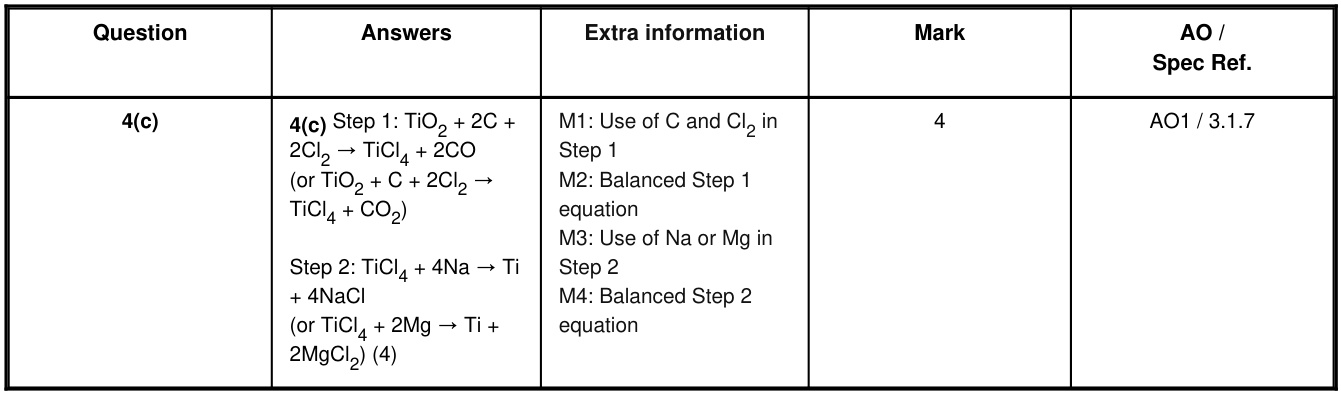 Question Answers Extra information Mark AO /
Spec Ref.
4(c) 4(c) Step 1: TiO₂ + 2C + M1: Use of C and Cl₂ in 4 AO1 / 3.1.7
2Cl₂ → TiCl₄ + 2CO Step 1
(or TiO₂ + C + 2Cl₂ → M2: Balanced Step 1
TiCl₄ + CO₂) equation
M3: Use of Na or Mg in
Step 2: TiCl₄ + 4Na → Ti Step 2
+ 4NaCl M4: Balanced Step 2
(or TiCl₄ + 2Mg → Ti + equation
2MgCl₂) (4)